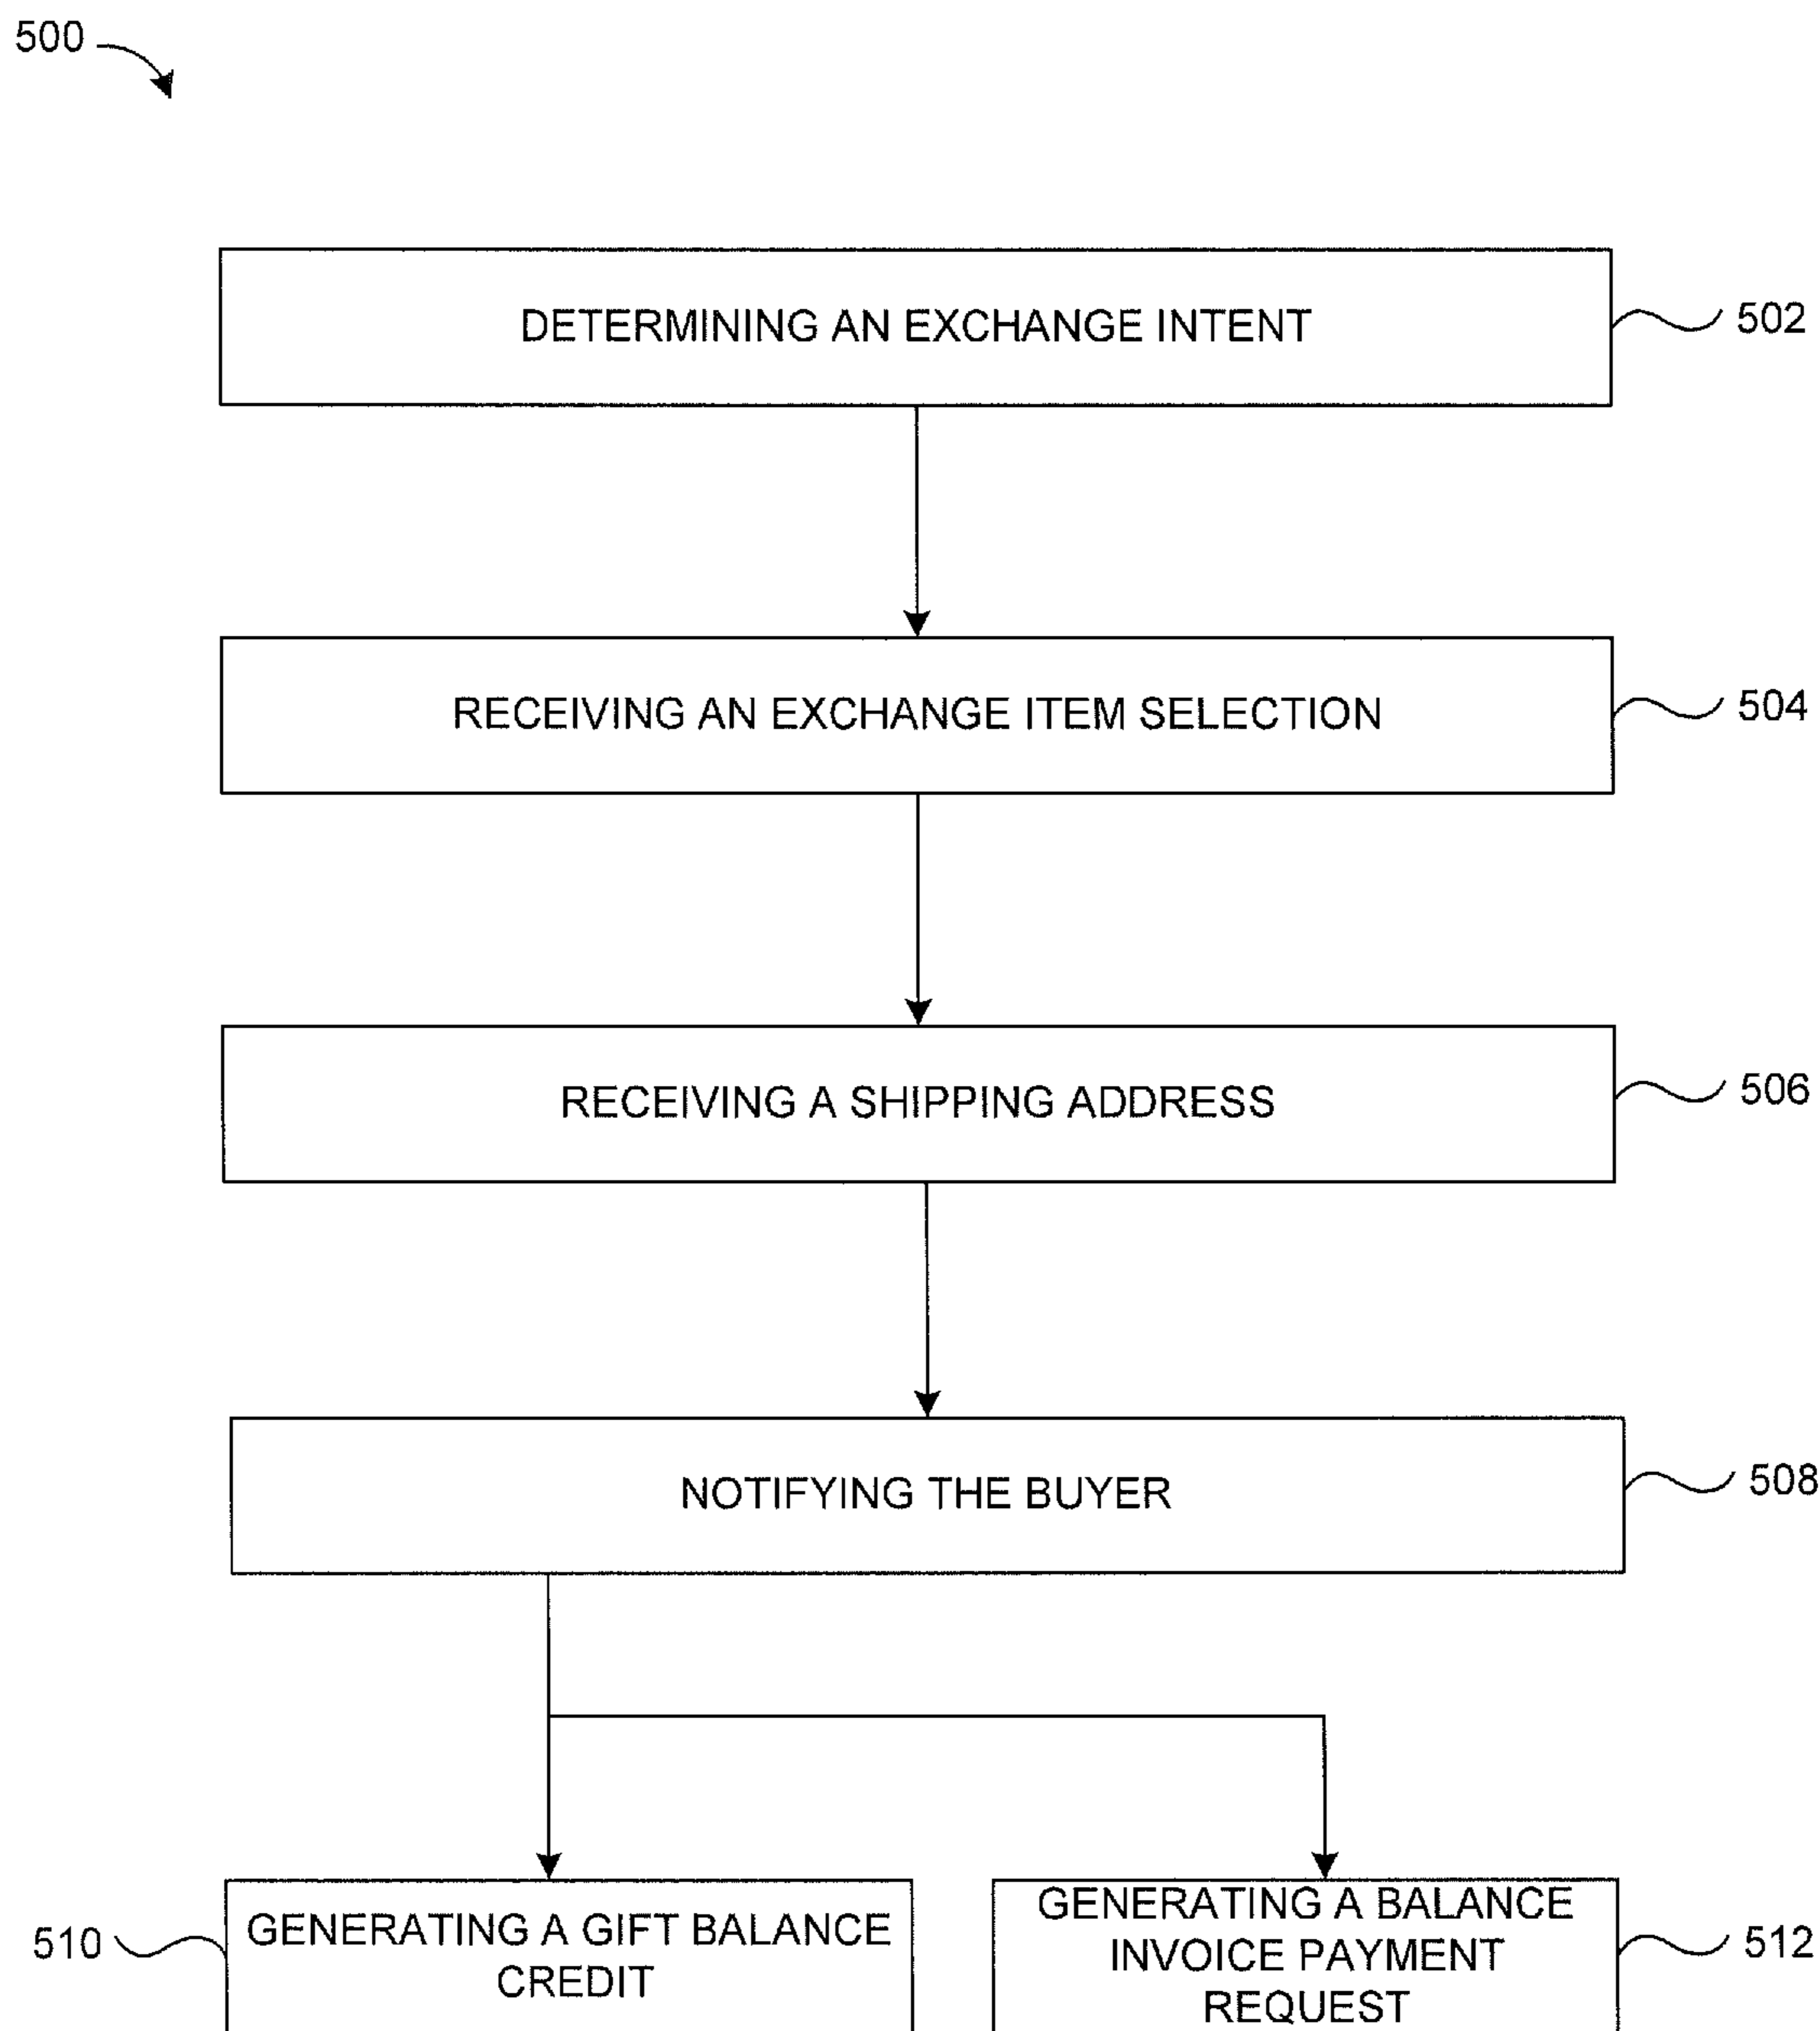 500
DETERMINING AN EXCHANGE INTENT
502
RECEIVING AN EXCHANGE ITEM SELECTION
504
RECEIVING A SHIPPING ADDRESS
506
NOTIFYING THE BUYER
508
510
GENERATING A GIFT BALANCE
CREDIT
GENERATING A BALANCE
INVOICE PAYMENT
REQUEST
512